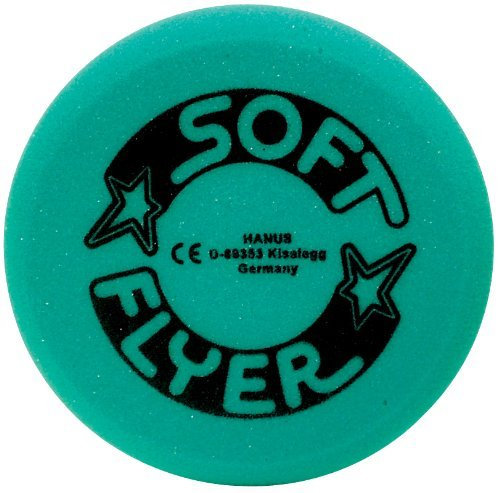 SOFT
HANUS
CE D-88353 Kisslegg
Germany
FLYER